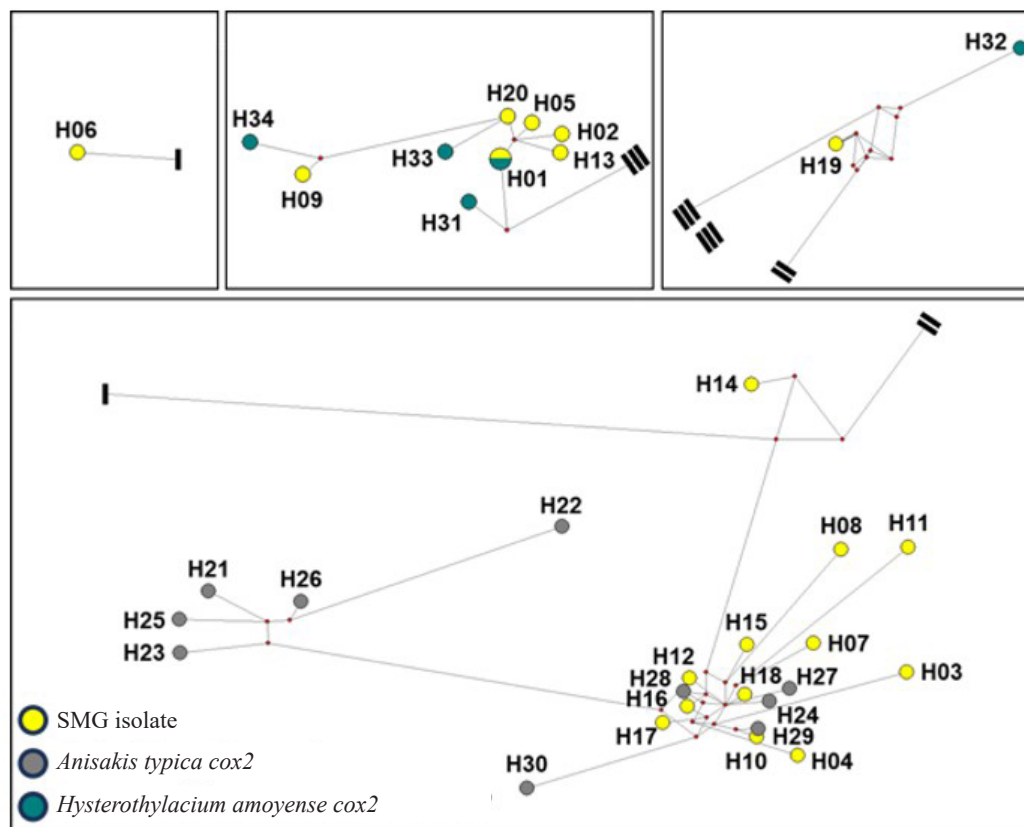 H06
H34
H09
H20
H05
H02
H13
H33
H01
H31
H32
H19
H14
H22
H21
H26
H25
H23
H08
H11
H15
H07
H12
H18
H27
H03
H28
H16
H24
H17
H29
H10
H04
H30
SMG isolate
Anisakis typica cox2
Hysterothylacium amoyense cox2